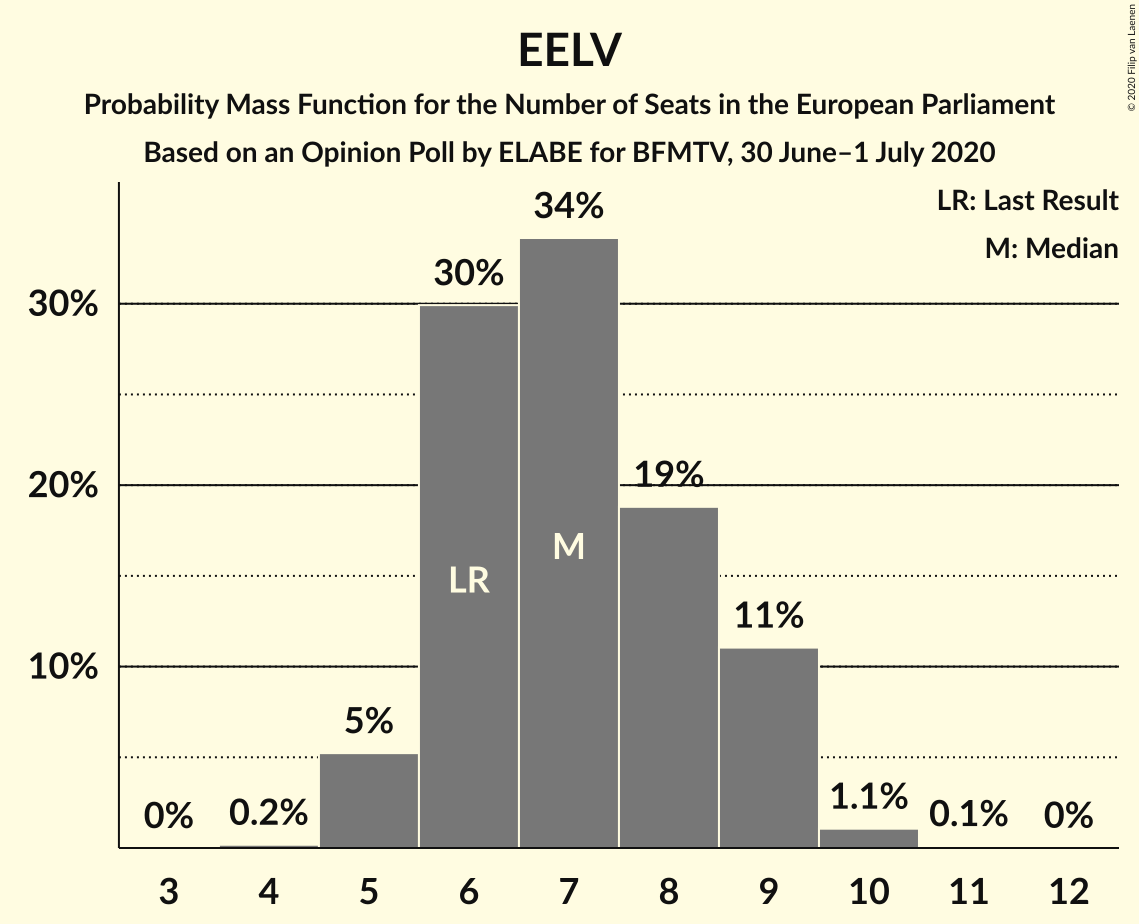 EELV
Probability Mass Function for the Number of Seats in the European Parliament
Based on an Opinion Poll by ELABE for BFMTV, 30 June–1 July 2020
© 2020 Filip van Laenen
LR: Last Result
M: Median
34%
30%
30%
20%
19%
M
LR
11%
10%
5%
0%
0.2%
1.1%
0.1%
0%
3 4 5 6 7 8 9 10 11 12